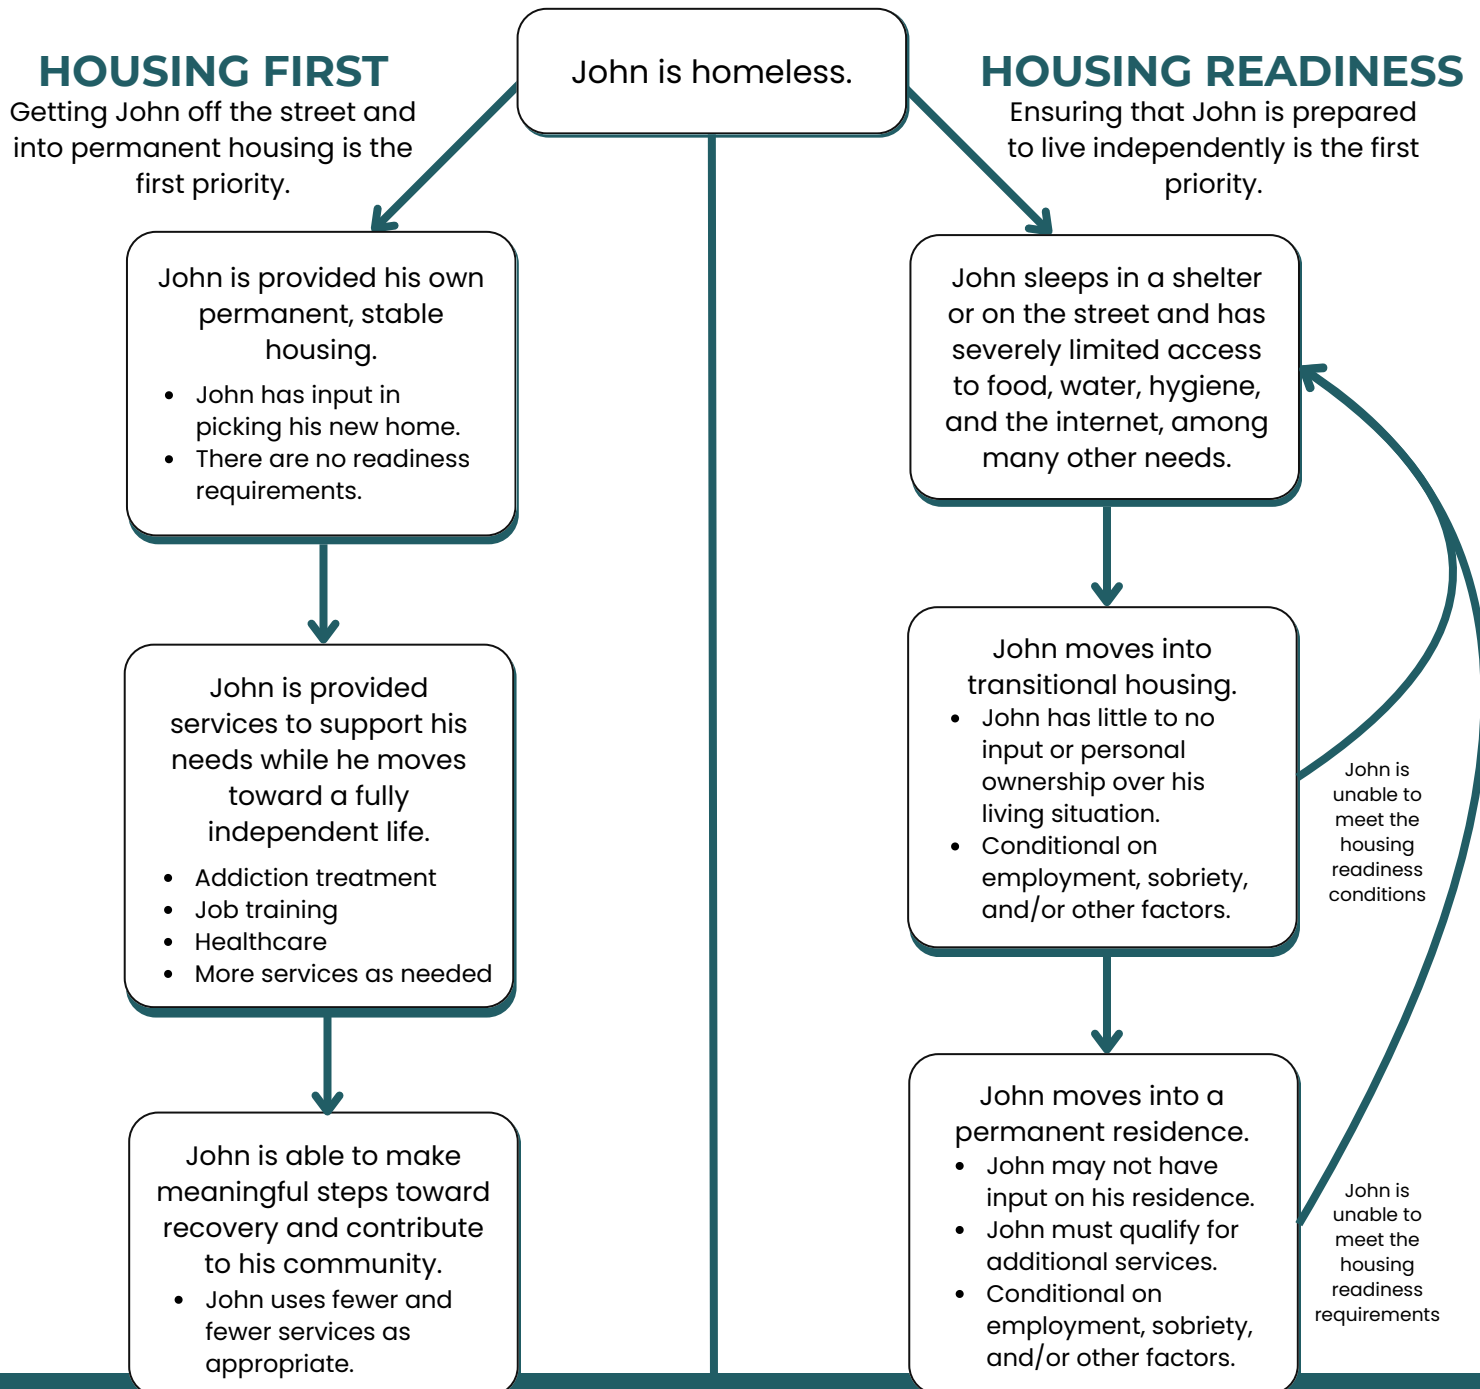 John is homeless.
HOUSING FIRST
Getting John off the street and
into permanent housing is the
first priority.
John is provided his own
permanent, stable
housing.
• John has input in
picking his new home.
• There are no readiness
requirements.
John is provided
services to support his
needs while he moves
toward a fully
independent life.
• Addiction treatment
• Job training
• Healthcare
• More services as needed
John is able to make
meaningful steps toward
recovery and contribute
to his community.
• John uses fewer and
fewer services as
appropriate.
HOUSING READINESS
Ensuring that John is prepared
to live independently is the first
priority.
John sleeps in a shelter
or on the street and has
severely limited access
to food, water, hygiene,
and the internet, among
many other needs.
John moves into
transitional housing.
• John has little to no
input or personal
ownership over his
living situation.
• Conditional on
employment, sobriety,
and/or other factors.
John is
unable to
meet the
housing
readiness
conditions
John moves into a
permanent residence.
• John may not have
input on his residence.
• John must qualify for
additional services.
• Conditional on
employment, sobriety,
and/or other factors.
John is
unable to
meet the
housing
readiness
requirements